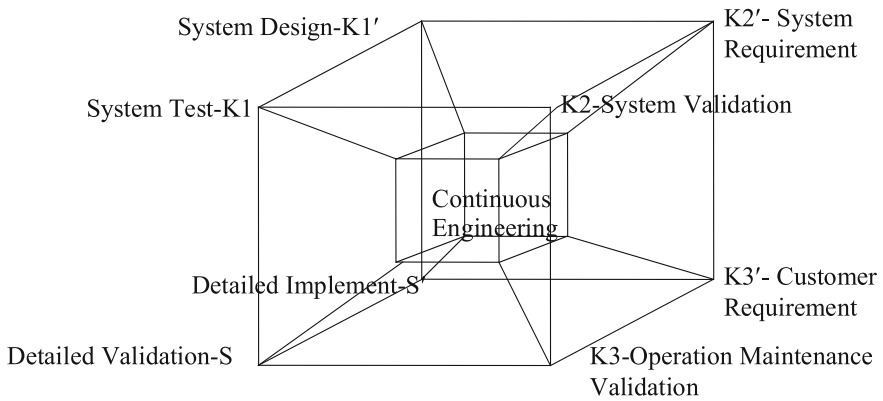 System Design-K1′
K2′- System
Requirement
System Test-K1
K2-System Validation
Continuous
Engineering
Detailed Implement-S
K3′- Customer
Requirement
Detailed Validation-S
K3-Operation Maintenance
Validation